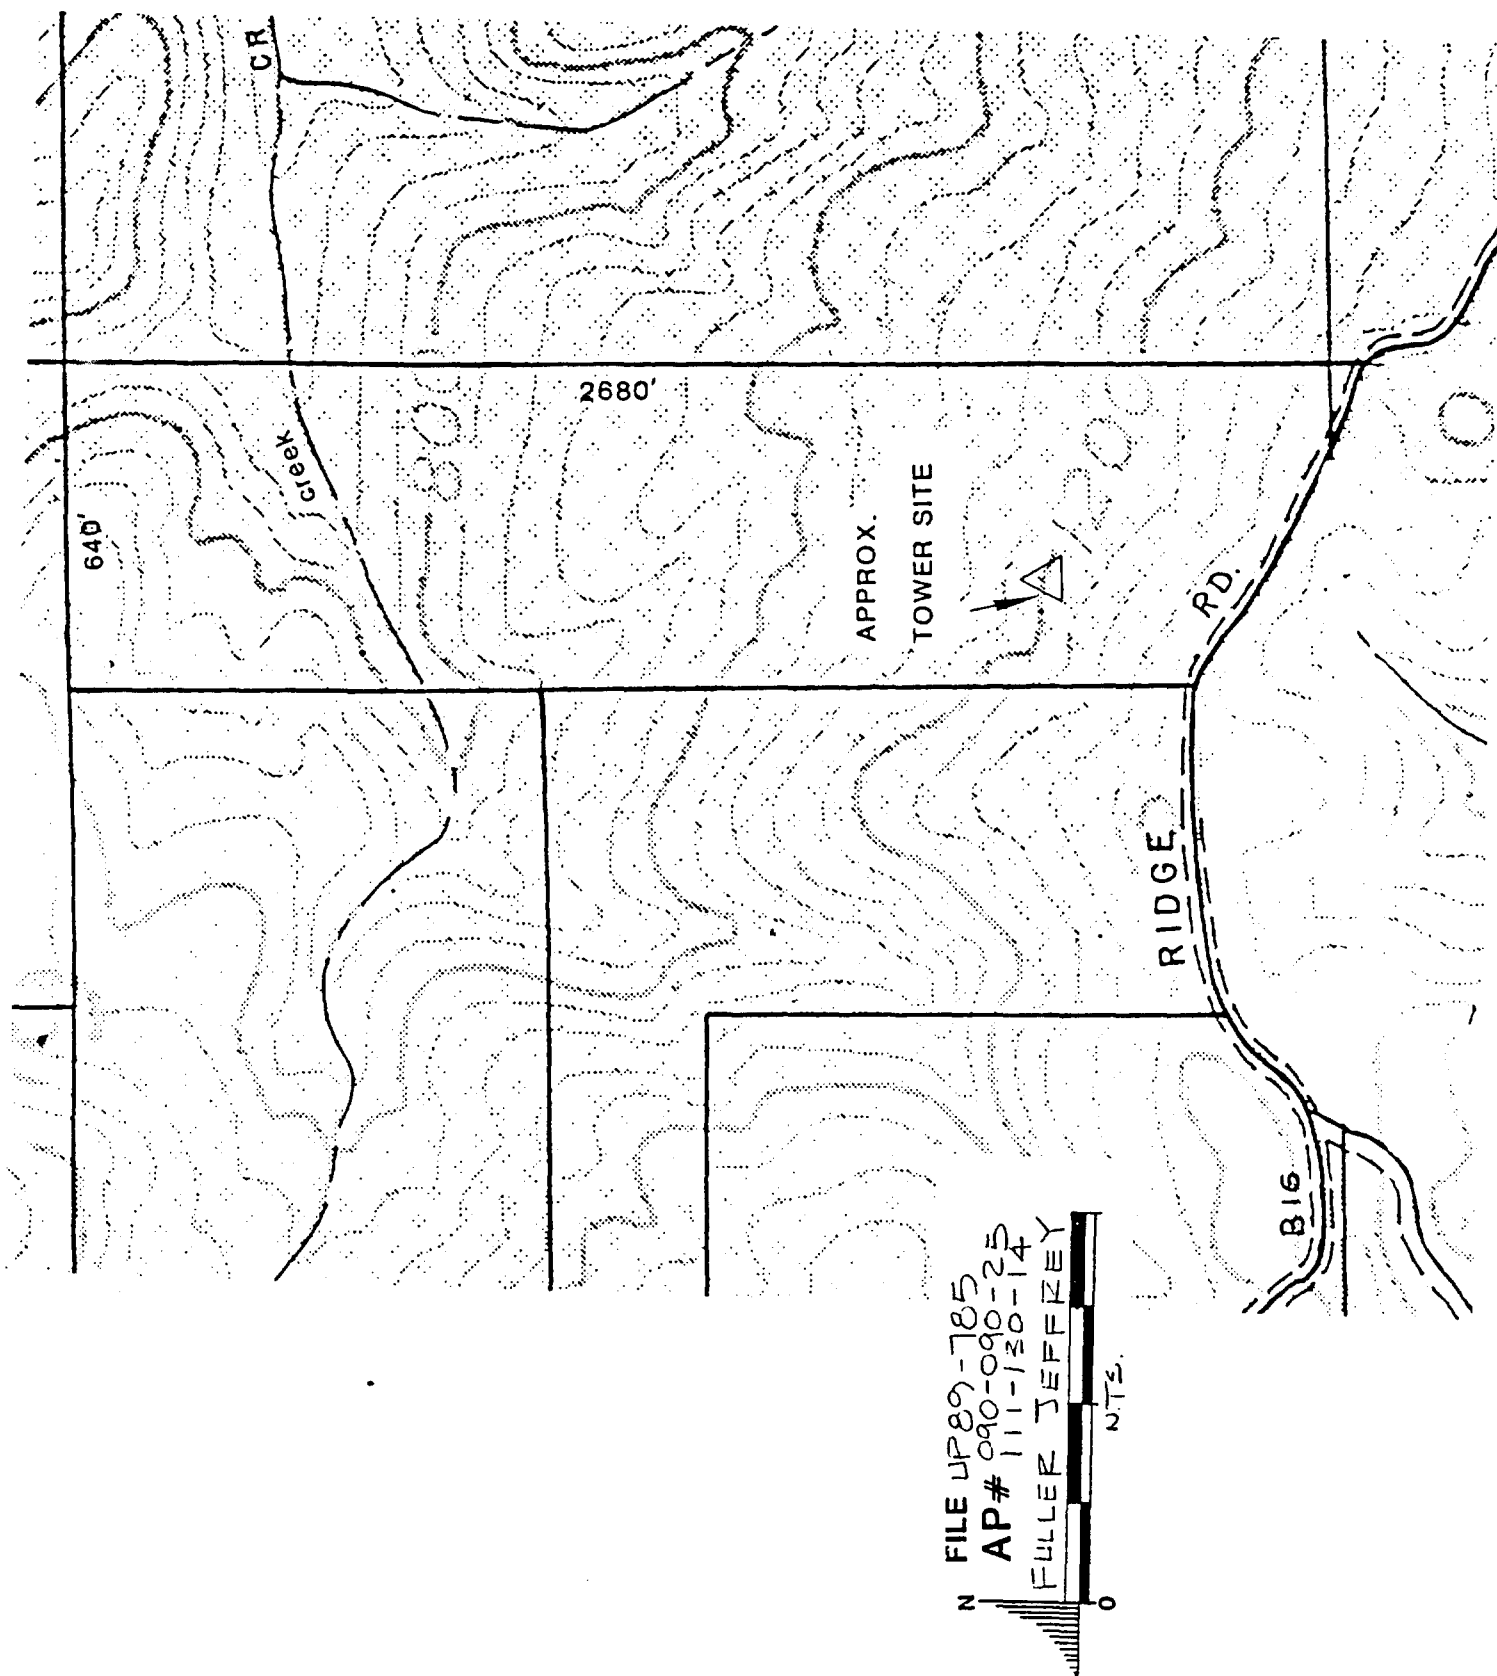 CR
640'
creek
2680'
800
APPROX.
TOWER SITE
1200
BIG RIDGE RD.
FILE UP89-785
AP# 090-090-25
111-130-14
FULLER JEFFREY
N
0
N.T.S.